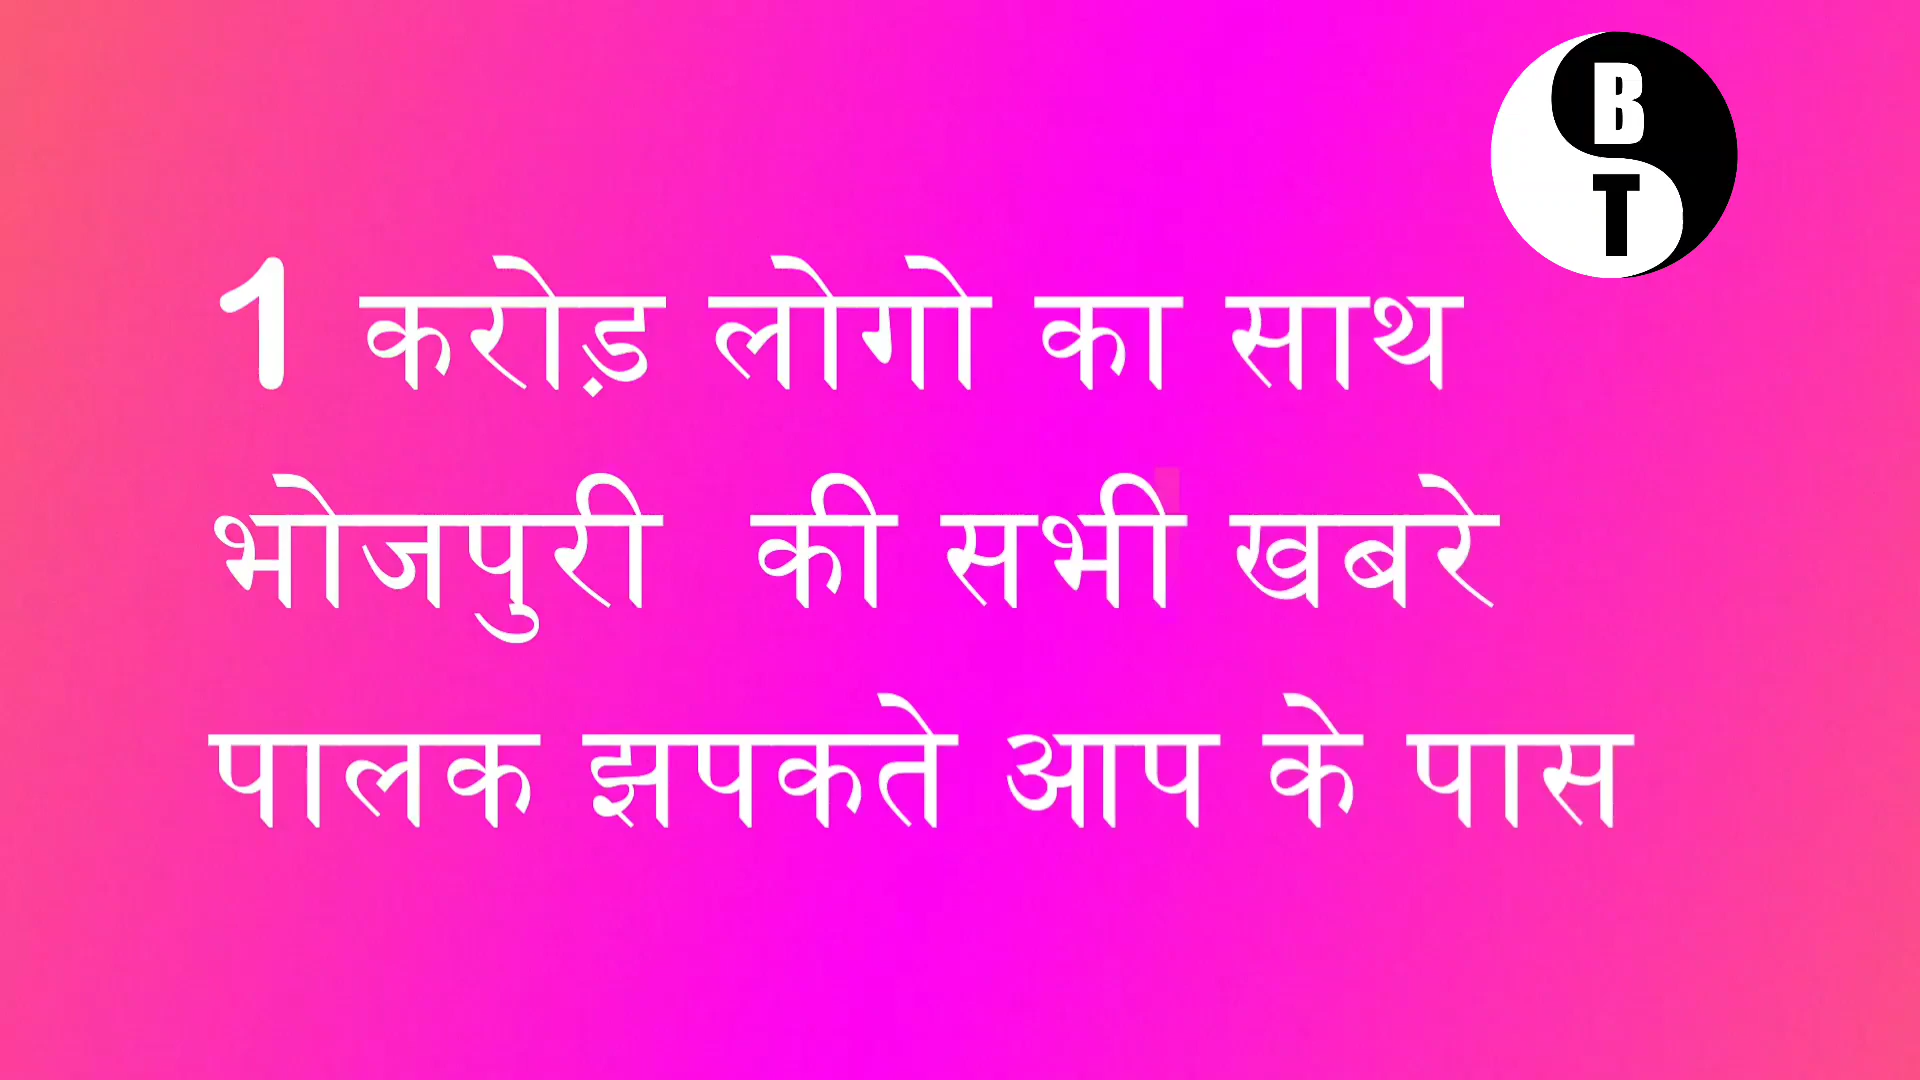 B
T
1 करोड़ लोगो का साथ
भोजपुरी की सभी खबरे
पालक झपकते आप के पास